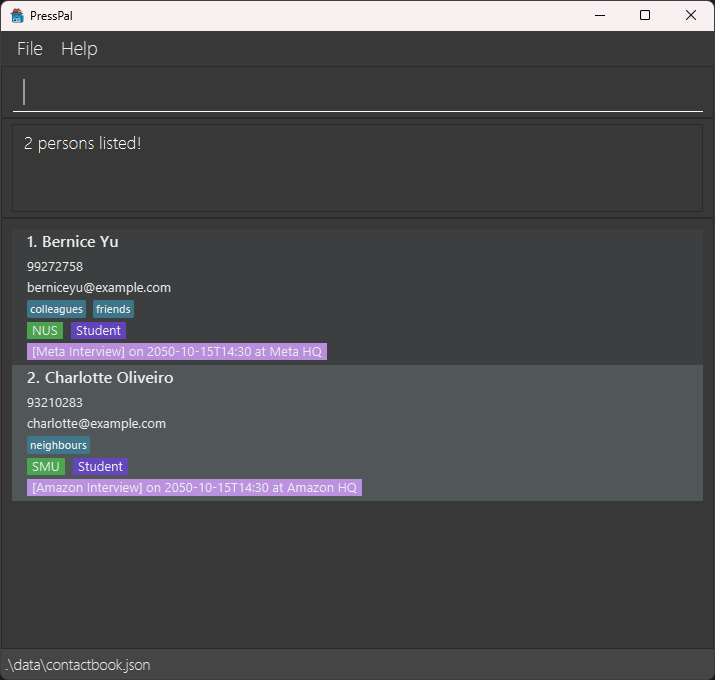 PressPal
File Help
2 persons listed!
1. Bernice Yu
99272758
berniceyu@example.com
colleagues friends
NUS Student
[Meta Interview] on 2050-10-15T14:30 at Meta HQ
2. Charlotte Oliveiro
93210283
charlotte@example.com
neighbours
SMU Student
[Amazon Interview] on 2050-10-15T14:30 at Amazon HQ
.\data\contactbook.json